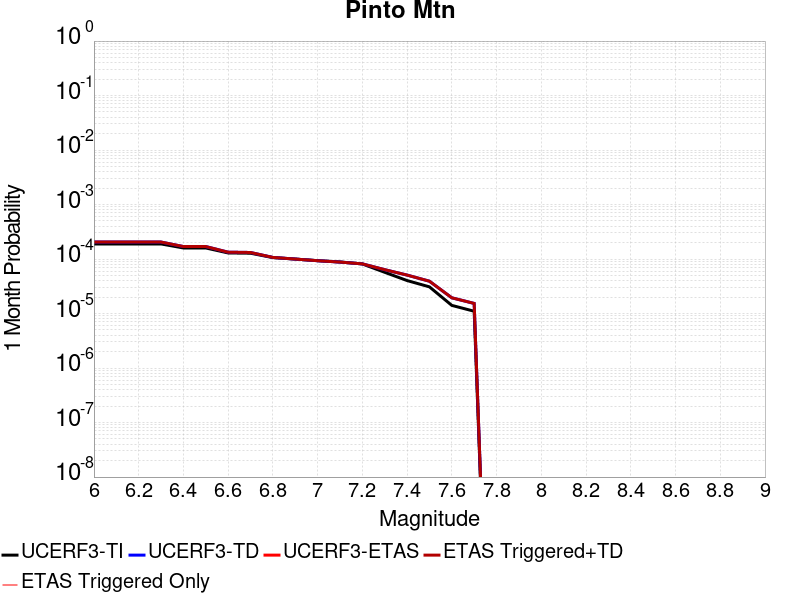 Pinto Mtn
1 Month Probability
10^0
10^-1
10^-2
10^-3
10^-4
10^-5
10^-6
10^-7
10^-8
6 6.2 6.4 6.6 6.8 7 7.2 7.4 7.6 7.8 8 8.2 8.4 8.6 8.8 9
Magnitude
UCERF3-TI UCERF3-TD UCERF3-ETAS ETAS Triggered+TD
ETAS Triggered Only